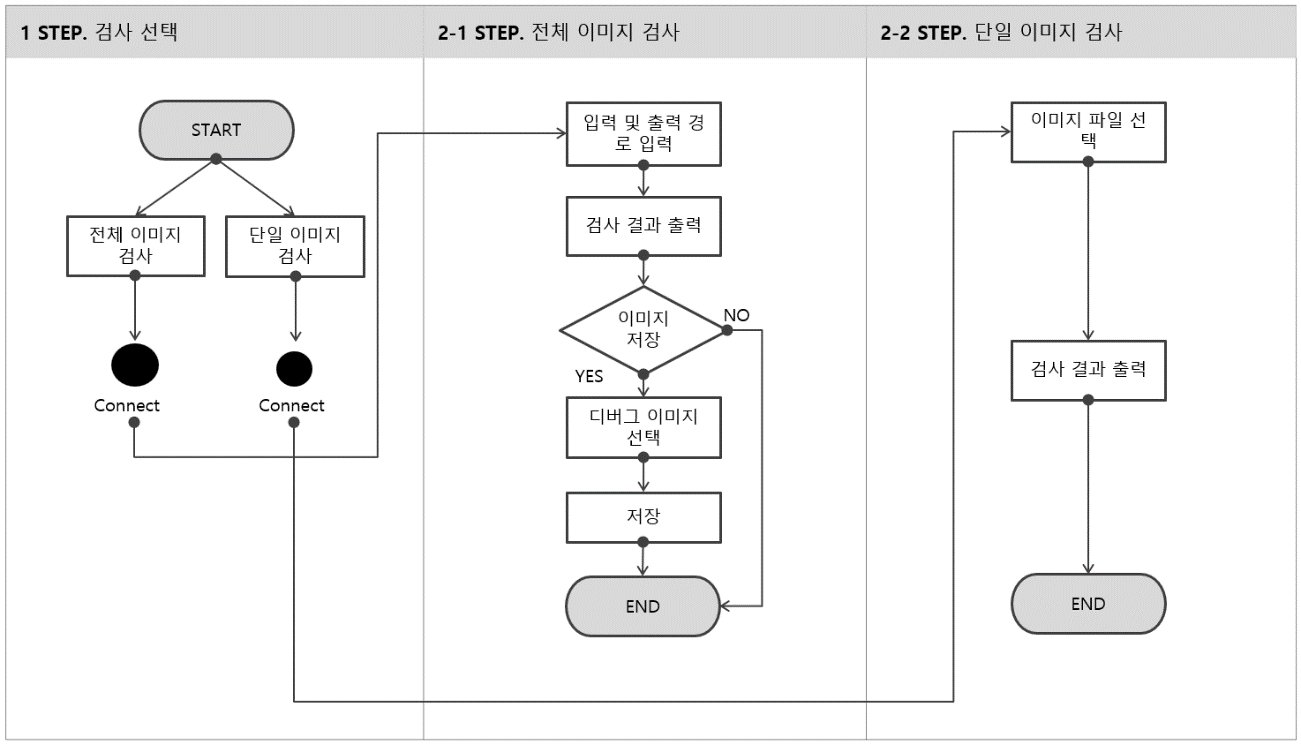 1 STEP. 검사 선택
2-1 STEP. 전체 이미지 검사
2-2 STEP. 단일 이미지 검사
START
전체 이미지
검사
단일 이미지
검사
Connect
Connect
입력 및 출력 경
로 입력
검사 결과 출력
이미지
저장
NO
YES
디버그 이미지
선택
저장
END
이미지 파일 선
택
검사 결과 출력
END